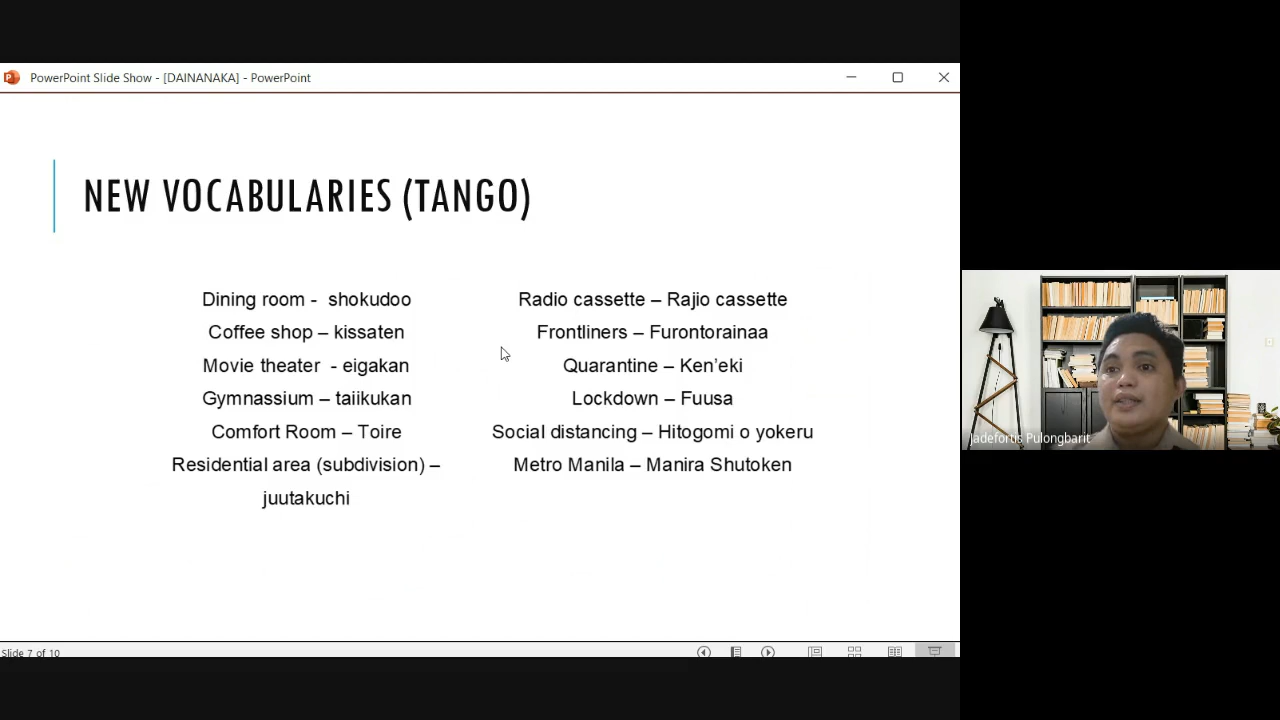 PowerPoint Slide Show - [DAINANAKA] - PowerPoint
NEW VOCABULARIES (TANGO)
Dining room - shokudoo
Coffee shop – kissaten
Movie theater - eigakan
Gymnassium – taiikukan
Comfort Room – Toire
Residential area (subdivision) –
juutakuchi
Radio cassette – Rajio cassette
Frontliners – Furontorainaa
Quarantine – Ken’eki
Lockdown – Fuusa
Social distancing – Hitogomi o yokeru
Metro Manila – Manira Shutoken
Jadefortis Pulongbarit
Slide 7 of 10